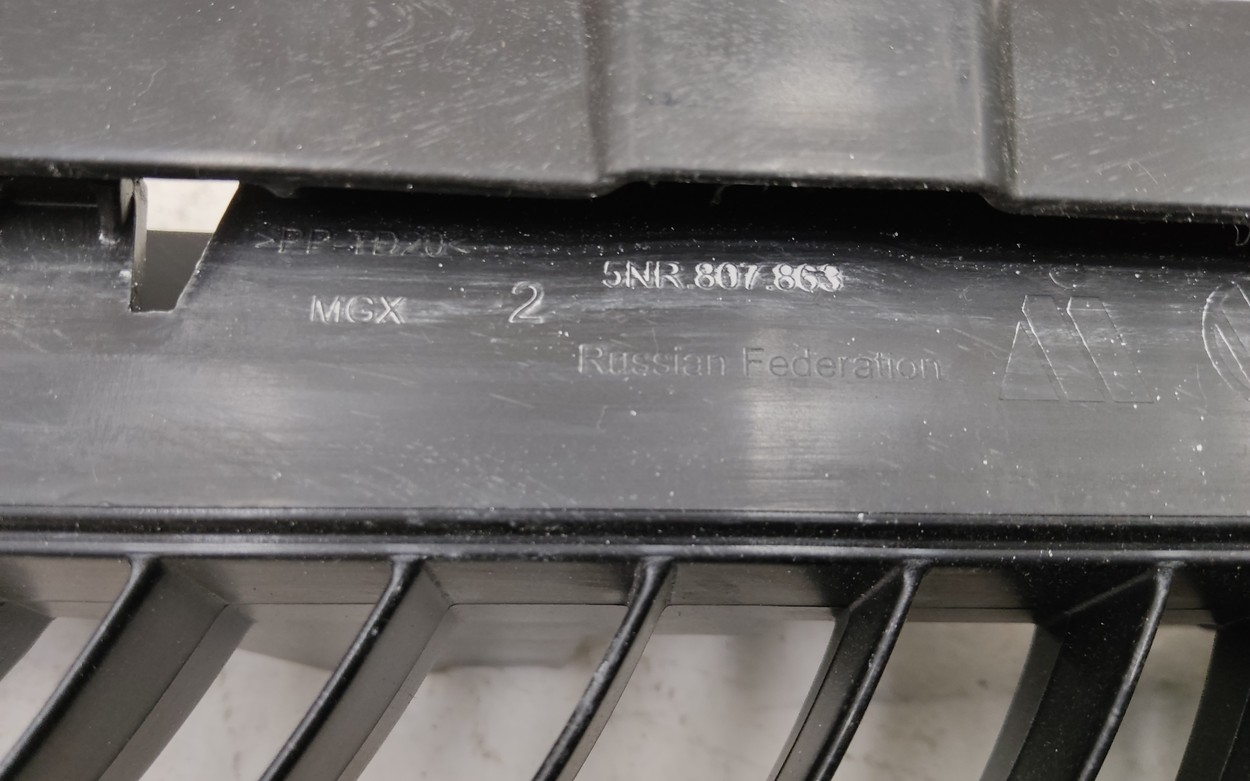 >PP-TD20<
5NR.807.863
MGX 2
Russian Federation